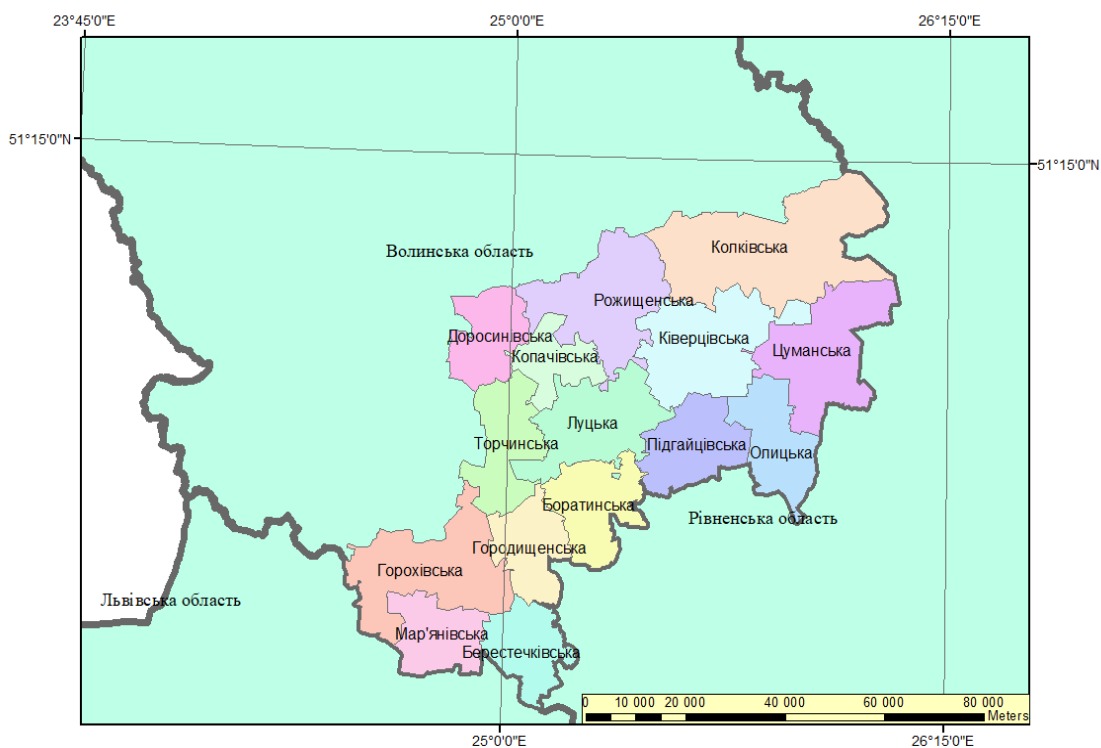 23°45'0"E
25°0'0"E
26°15'0"E
51°15'0"N
51°15'0"N
Колківська
Волинська область
Рожищенська
Доросинівська
Ківерцівська
Копачівська
Цуманська
Луцька
Торчинська
Підгайцівська
Олицька
Боратинська
Рівненська область
Городищенська
Горохівська
Львівська область
Мар'янівська
Берестечківська
0 10 000 20 000 40 000 60 000 80 000
Meters
25°0'0"E
26°15'0"E